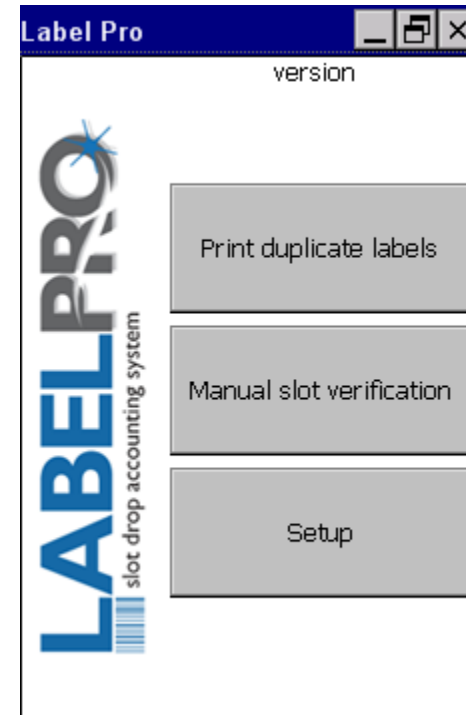 Label Pro
version
LABELPRO
slot drop accounting system
Print duplicate labels
Manual slot verification
Setup